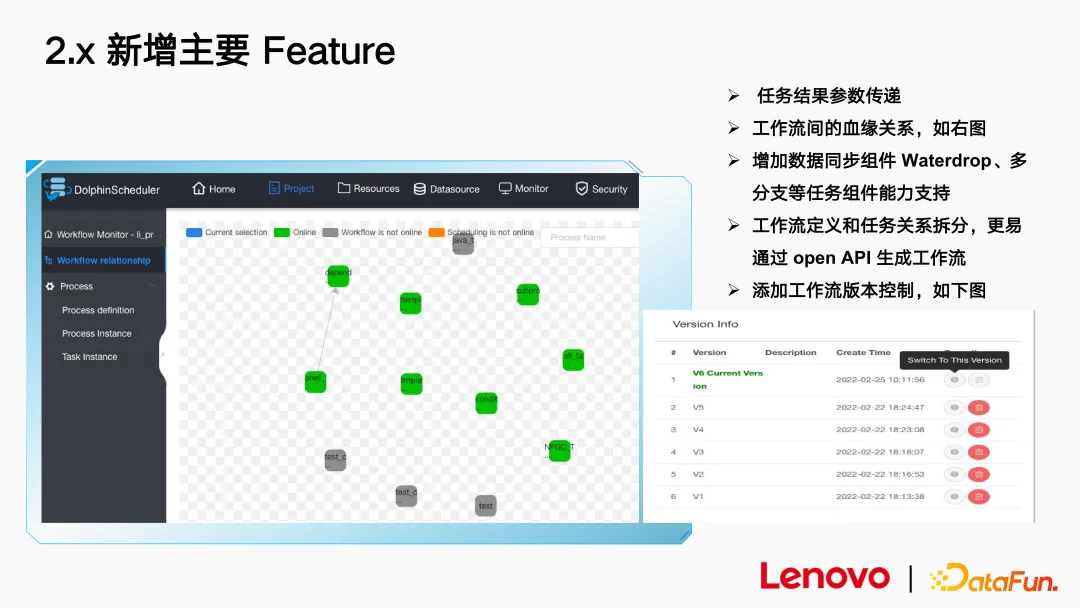 2.x 新增主要 Feature
➢ 任务结果参数传递
➢ 工作流间的血缘关系，如右图
➢ 增加数据同步组件 Waterdrop、多
分支等任务组件能力支持
➢ 工作流定义和任务关系拆分，更易
通过 open API 生成工作流
➢ 添加工作流版本控制，如下图
DolphinScheduler Home Project Resources Datasource Monitor Security
Workflow Monitor - li_pr
Workflow relationship
Process
Process definition
Process Instance
Task Instance
Current selection Online Workflow is not online Scheduling is not online Process Name
java_t
...
depend
...
subpro
...
testpl
...
all_ta
...
shell_
...
httpte
...
condit
...
NFGC_T
...
test_c
...
test_c
...
test
Version Info
# Version Description Create Time
Switch To This Version
1 V6 Current Vers
ion 2022-02-25 10:11:56
2 V5 2022-02-22 18:24:47
3 V4 2022-02-22 18:23:08
4 V3 2022-02-22 18:18:07
5 V2 2022-02-22 18:16:53
6 V1 2022-02-22 18:13:38
Lenovo | DataFun.